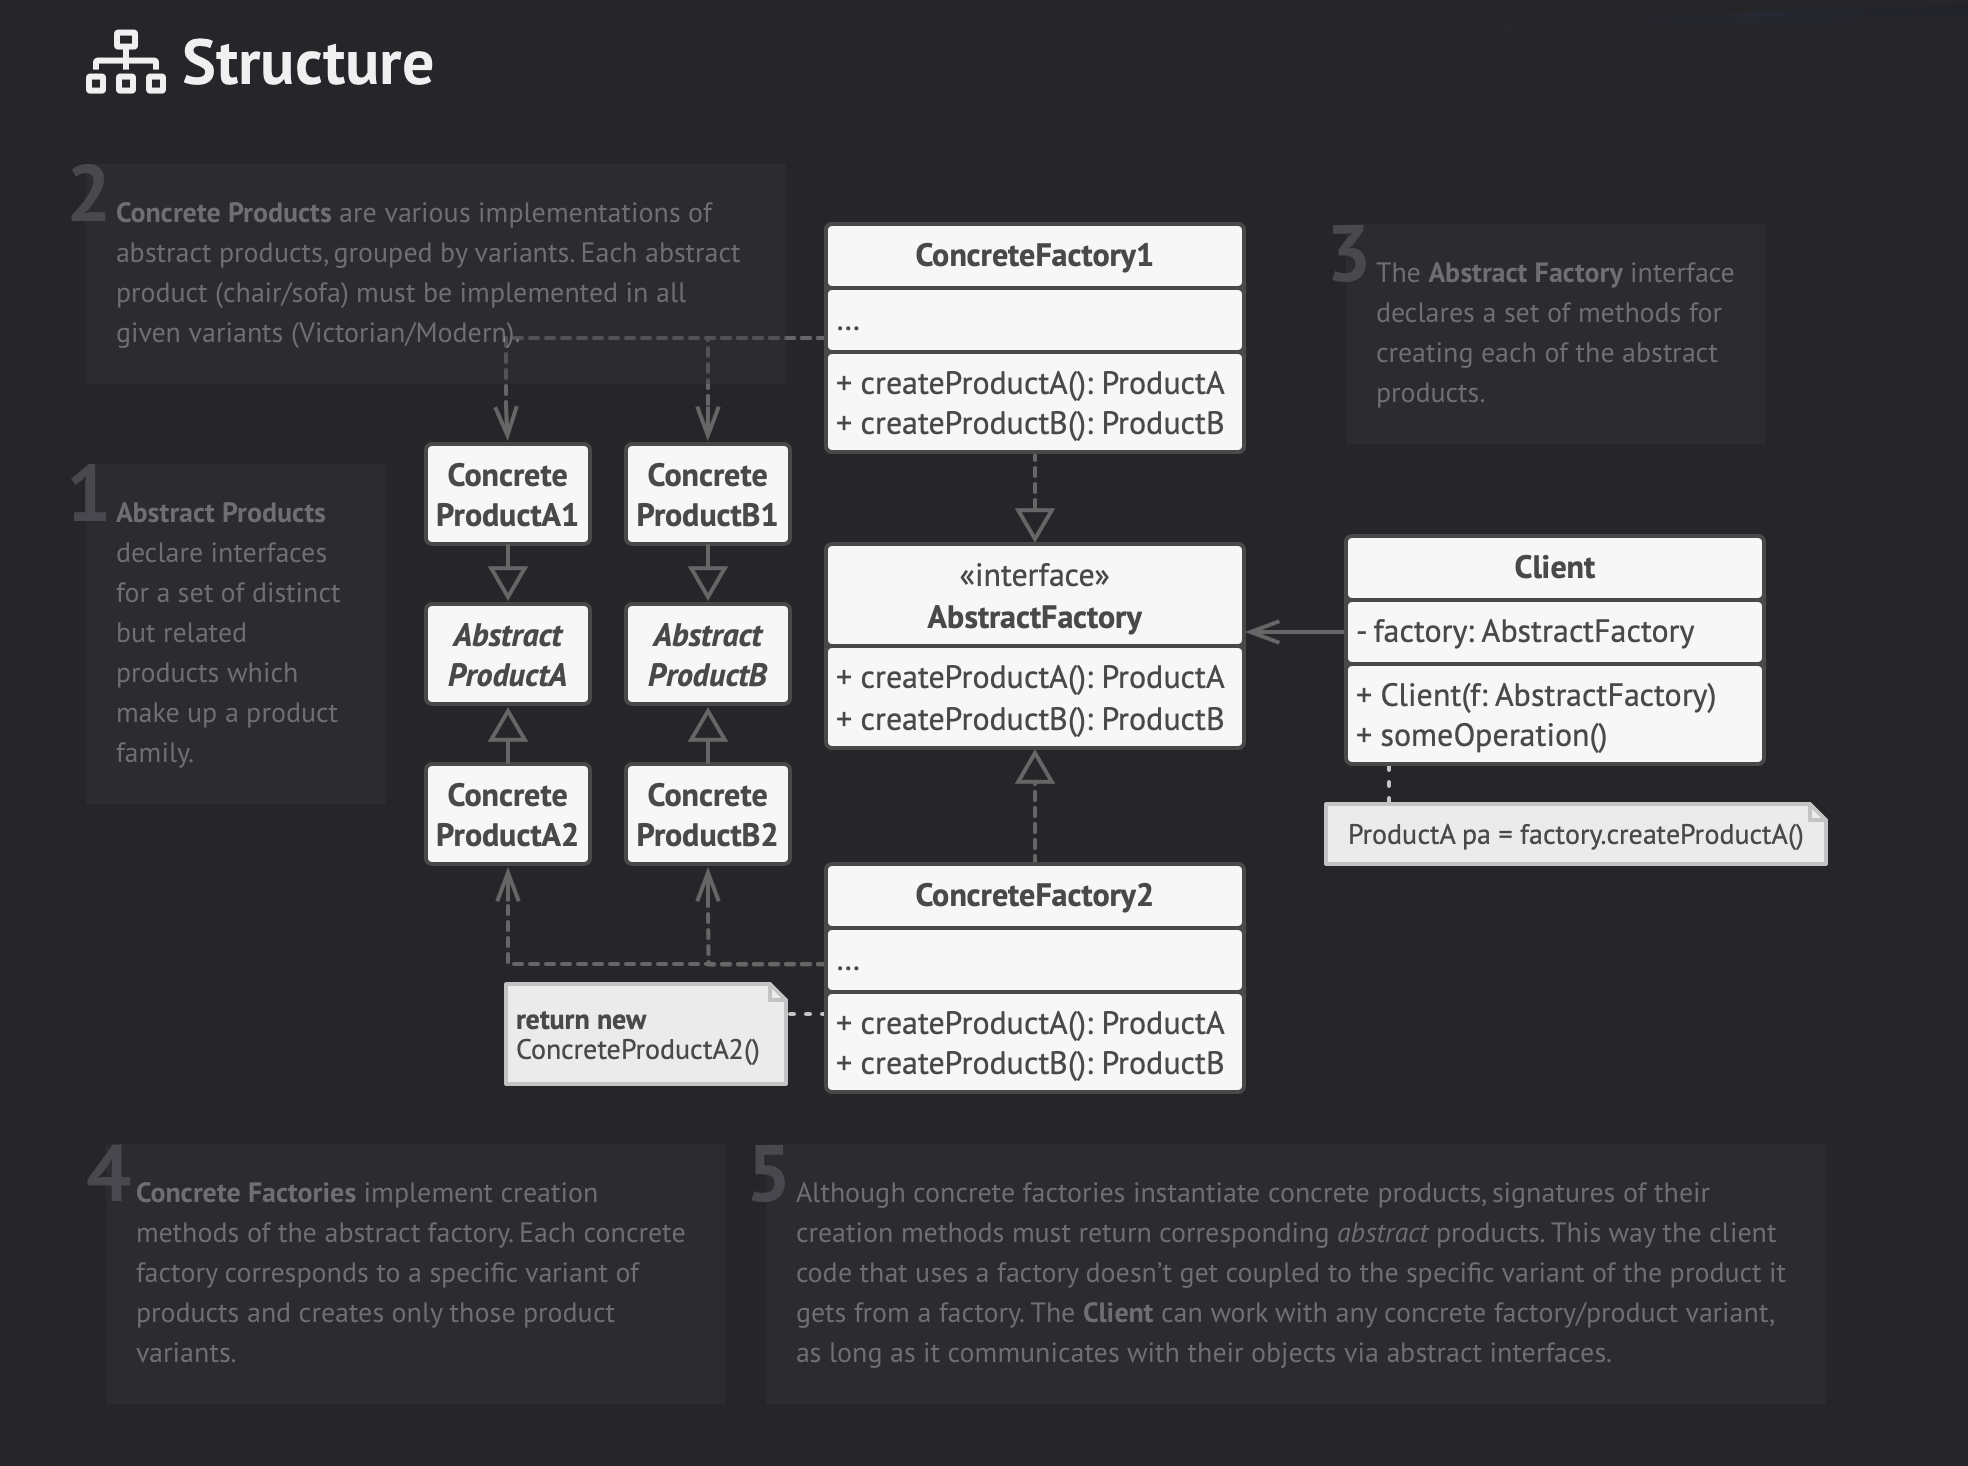 Structure
2
Concrete Products are various implementations of
abstract products, grouped by variants. Each abstract
product (chair/sofa) must be implemented in all
given variants (Victorian/Modern).
ConcreteFactory1
...
+ createProductA(): ProductA
+ createProductB(): ProductB
3
The Abstract Factory interface
declares a set of methods for
creating each of the abstract
products.
1
Abstract Products
declare interfaces
for a set of distinct
but related
products which
make up a product
family.
Concrete
ProductA1
Concrete
ProductB1
Abstract
ProductA
Abstract
ProductB
Concrete
ProductA2
Concrete
ProductB2
«interface»
AbstractFactory
+ createProductA(): ProductA
+ createProductB(): ProductB
Client
- factory: AbstractFactory
+ Client(f: AbstractFactory)
+ someOperation()
ProductA pa = factory.createProductA()
ConcreteFactory2
...
+ createProductA(): ProductA
+ createProductB(): ProductB
return new
ConcreteProductA2()
4
Concrete Factories implement creation
methods of the abstract factory. Each concrete
factory corresponds to a specific variant of
products and creates only those product
variants.
5
Although concrete factories instantiate concrete products, signatures of their
creation methods must return corresponding abstract products. This way the client
code that uses a factory doesn’t get coupled to the specific variant of the product it
gets from a factory. The Client can work with any concrete factory/product variant,
as long as it communicates with their objects via abstract interfaces.